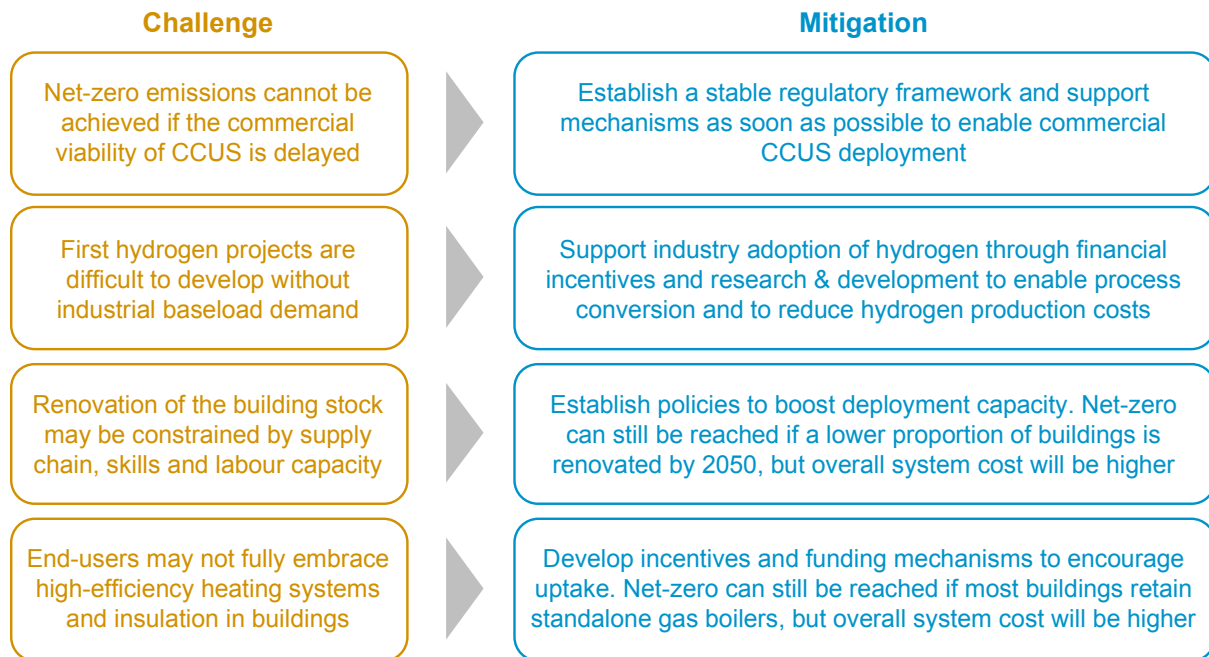 Challenge
Mitigation
Net-zero emissions cannot be
achieved if the commercial
viability of CCUS is delayed
Establish a stable regulatory framework and support
mechanisms as soon as possible to enable commercial
CCUS deployment
First hydrogen projects are
difficult to develop without
industrial baseload demand
Support industry adoption of hydrogen through financial
incentives and research & development to enable process
conversion and to reduce hydrogen production costs
Renovation of the building stock
may be constrained by supply
chain, skills and labour capacity
Establish policies to boost deployment capacity. Net-zero
can still be reached if a lower proportion of buildings is
renovated by 2050, but overall system cost will be higher
End-users may not fully embrace
high-efficiency heating systems
and insulation in buildings
Develop incentives and funding mechanisms to encourage
uptake. Net-zero can still be reached if most buildings retain
standalone gas boilers, but overall system cost will be higher